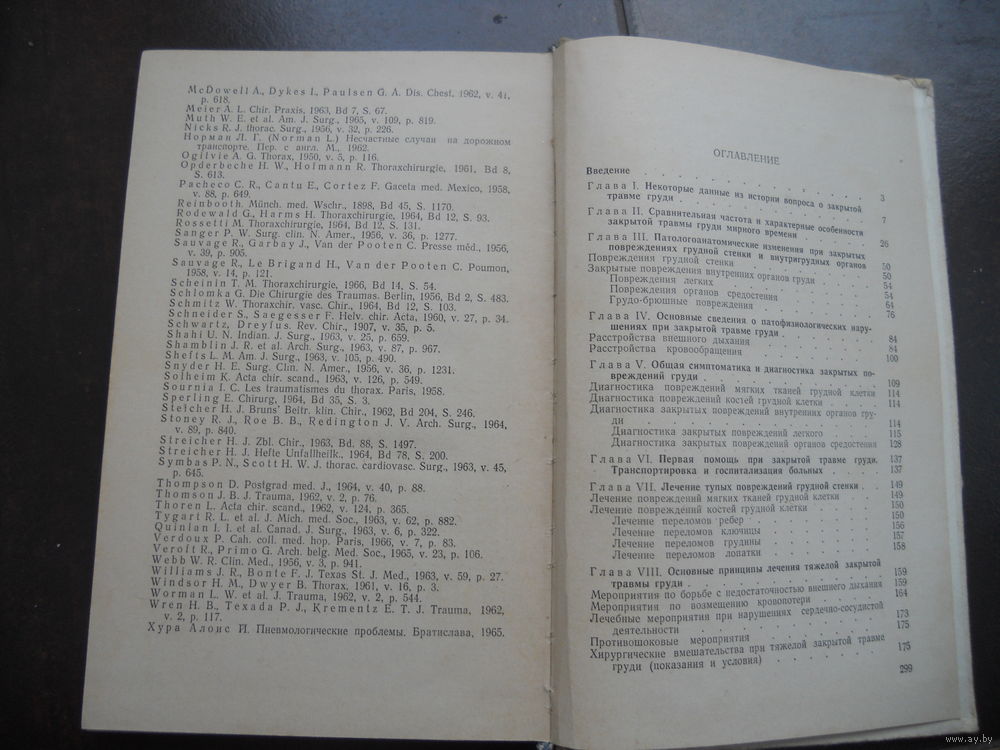 McDowell A., Dykes I., Paulsen G. A. Dis. Chest, 1962, v. 41,
p. 618.
Meier A. L. Chir. Praxis, 1963, Bd 7, S. 67.
Muth W. E. et al. Am. J. Surg., 1965, v. 109, p. 819.
Nicks R. J. thorac. Surg., 1956, v. 32, p. 226.
Норман Л. Г. (Norman L.) Несчастные случаи на дорожном
транспорте. Пер. с англ. М., 1962.
Ogilvie A. G. Thorax, 1950, v. 5, p. 116.
Opderbeche H. W., Hofmann R. Thoraxchirurgie, 1961, Bd 8,
S. 613.
Pacheco C. R., Cantu E., Cortez F. Gaceta med. Mexico, 1958,
v. 88, p. 649.
Reinbooth. Münch. med. Wschr., 1898, Bd 45, S. 1170.
Rodewald G., Harms H. Thoraxchirurgie, 1964, Bd 12, S. 93.
Rossetti M. Thoraxchirurgie, 1964, Bd 12, S. 131.
Sanger P. W. Surg. clin. N. Amer., 1956, v. 36, p. 1277.
Sauvage R., Garbay J., Van der Pooten C. Presse méd., 1956,
v. 39, p. 905.
Sauvage R., Le Brigand H., Van der Pooten C. Poumon,
1958, v. 14, p. 121.
Scheinin T. M. Thoraxchirurgie, 1966, Bd 14, S. 54.
Schlomka G. Die Chirurgie des Traumas. Berlin, 1956, Bd 2, S. 483.
Schmitz W. Thoraxchir. vasc. Chir., 1964, Bd 12, S. 103.
Schneider S., Saegesser F. Helv. chir. Acta, 1960, v. 27, p. 34.
Schwartz, Dreyfus. Rev. Chir., 1907, v. 35, p. 5.
Shahi U. N. Indian. J. Surg., 1963, v. 25, p. 659.
Shamblin J. R. et al. Arch. Surg., 1963, v. 87, p. 967.
Shefts L. M. Am. J. Surg., 1963, v. 105, p. 490.
Snyder H. E. Surg. Clin. N. Amer., 1956, v. 36, p. 1231.
Solheim K. Acta chir. scand., 1963, v. 126, p. 549.
Sournia I. C. Les traumatismes du thorax. Paris, 1958.
Sperling E. Chirurg, 1964, Bd 35, S. 3.
Stelcher H. J. Bruns' Beitr. klin. Chir., 1962, Bd 204, S. 246.
Stoney R. J., Roe B. B., Redington J. V. Arch. Surg., 1964,
v. 89, p. 840.
Streicher H. J. Zbl. Chir., 1963, Bd. 88, S. 1497.
Streicher H. J. Hefte Unfallheilk., 1964, Bd 78, S. 200.
Symbas P. N., Scott H. W. J. thorac. cardiovasc. Surg., 1963, v. 45,
p. 645.
Thompson D. Postgrad med. J., 1964, v. 40, p. 88.
Thomson J. B. J. Trauma, 1962, v. 2, p. 76.
Thoren L. Acta chir. scand., 1962, v. 124, p. 365.
Tygart R. L. et al. J. Mich. med. Soc., 1963, v. 62, p. 882.
Quinlan I. I. et al. Canad. J. Surg., 1963, v. 6, p. 322.
Verdoux P. Cah. coll. med. hop. Paris, 1966, v. 7, p. 83.
Veroft R., Primo G. Arch. belg. Med. Soc., 1965, v. 23, p. 106.
Webb W. R. Clin. Med., 1956, v. 3, p. 941.
Williams J. R., Bonte F. J. Texas St. J. Med., 1963, v. 59, p. 27.
Windsor H. M., Dwyer B. Thorax, 1961, v. 16, p. 3.
Worman L. W. et al. J. Trauma, 1962, v. 2, p. 544.
Wren H. B., Texada P. J., Krementz E. T. J. Trauma, 1962,
v. 2, p. 117.
Хура Алоис Й. Пневмологические проблемы. Братислава, 1965.
ОГЛАВЛЕНИЕ
Введение
Глава I. Некоторые данные из истории вопроса о закрытой 3
травме груди
Глава II. Сравнительная частота и характерные особенности 7
закрытой травмы груди мирного времени
Глава III. Патологоанатомические изменения при закрытых 26
повреждениях грудной стенки и внутригрудных органов
Повреждения грудной стенки 50
Закрытые повреждения внутренних органов груди 50
Повреждения легких 54
Повреждения органов средостения 54
Грудо-брюшные повреждения 64
Глава IV. Основные сведения о патофизиологических нару- 76
шениях при закрытой травме груди
Расстройства внешнего дыхания 84
Расстройства кровообращения 84
Глава V. Общая симптоматика и диагностика закрытых по- 100
вреждений груди
Диагностика повреждений мягких тканей грудной клетки 109
Диагностика повреждений костей грудной клетки 114
Диагностика закрытых повреждений внутренних органов гру- 114
ди
Диагностика закрытых повреждений легкого 114
Диагностика закрытых повреждений органов средостения 115
128
Глава VI. Первая помощь при закрытой травме груди. 137
Транспортировка и госпитализация больных 137
Глава VII. Лечение тупых повреждений грудной стенки 149
Лечение повреждений мягких тканей грудной клетки 149
Лечение повреждений костей грудной клетки 150
Лечение переломов ребер 150
Лечение переломов ключицы 156
Лечение переломов грудины 157
Лечение переломов лопатки 158
Глава VIII. Основные принципы лечения тяжелой закрытой
травмы груди 159
Мероприятия по борьбе с недостаточностью внешнего дыхания 159
Мероприятия по возмещению кровопотери 164
Лечебные мероприятия при нарушениях сердечно-сосудистой
деятельности 173
Противошоковые мероприятия 175
Хирургические вмешательства при тяжелой закрытой травме
груди (показания и условия) 175
299
www.ay.by